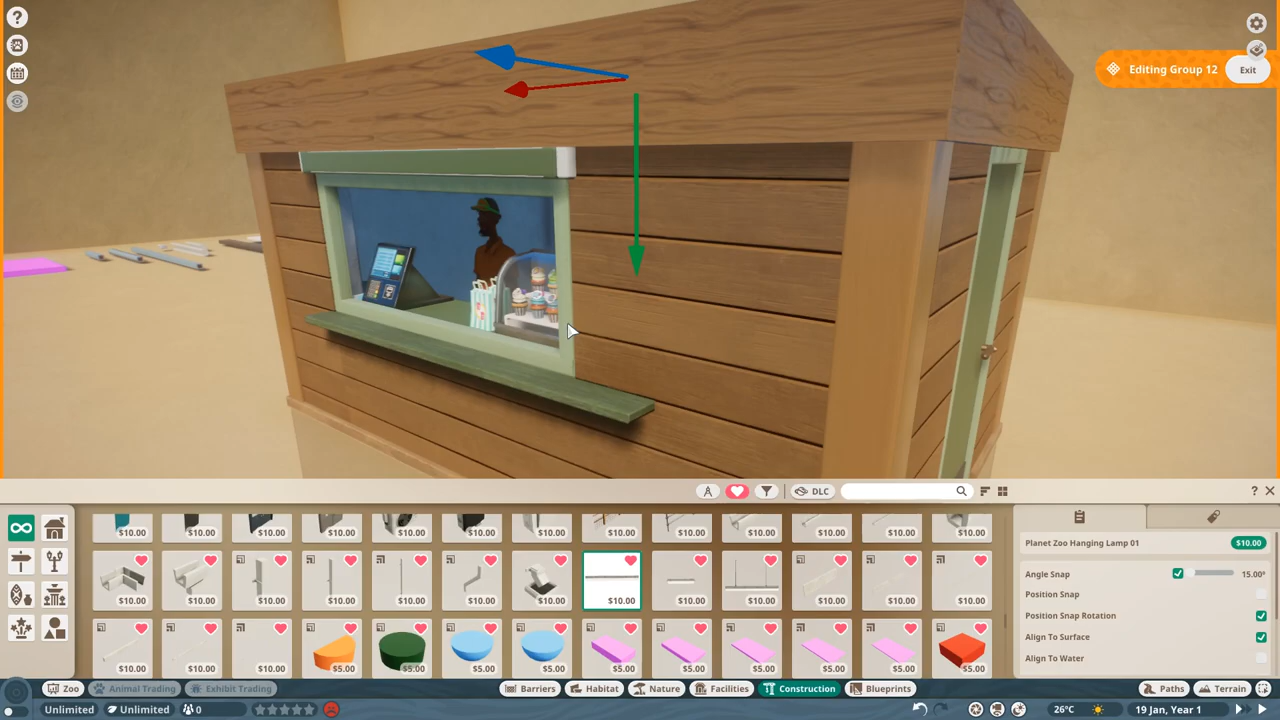 ?
Editing Group 12
Exit
DLC
? ×
$10.00 $10.00 $10.00 $10.00 $10.00 $10.00 $10.00 $10.00 $10.00 $10.00 $10.00 $10.00 $10.00
Planet Zoo Hanging Lamp 01 $10.00
Angle Snap 15.00°
Position Snap
$10.00 $10.00 $10.00 $10.00 $10.00 $10.00 $10.00 $10.00 $10.00 $10.00 $10.00 $10.00 $10.00
Position Snap Rotation
Align To Surface
Align To Water
$10.00 $10.00 $10.00 $5.00 $5.00 $5.00 $5.00 $5.00 $5.00 $5.00 $5.00 $5.00 $5.00
Zoo Animal Trading Exhibit Trading Barriers Habitat Nature Facilities Construction Blueprints Paths Terrain
Unlimited Unlimited 0 26°C 19 Jan, Year 1